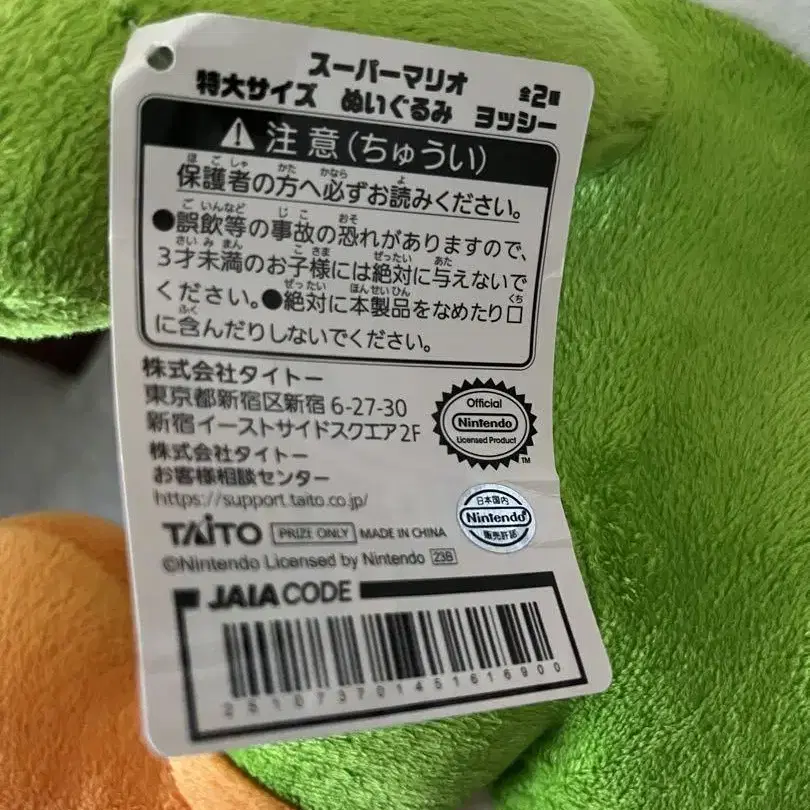 スーパーマリオ
特大サイズ ぬいぐるみ ヨッシー 全2種
注意(ちゅうい)
保護者の方へ必ずお読みください。
●誤飲等の事故の恐れがありますので、
3才未満のお子様には絶対に与えないで
ください。●絶対に本製品をなめたり口
に含んだりしないでください。
株式会社タイトー
東京都新宿区新宿 6-27-30
新宿イーストサイドスクエア 2F
株式会社タイトー
お客様相談センター
https://support.taito.co.jp/
Official
Nintendo
Licensed Product
TM
日本国内
Nintendo
販売許諾
TAITO PRIZE ONLY MADE IN CHINA
©Nintendo Licensed by Nintendo 23B
JAIA CODE
251073701451616900